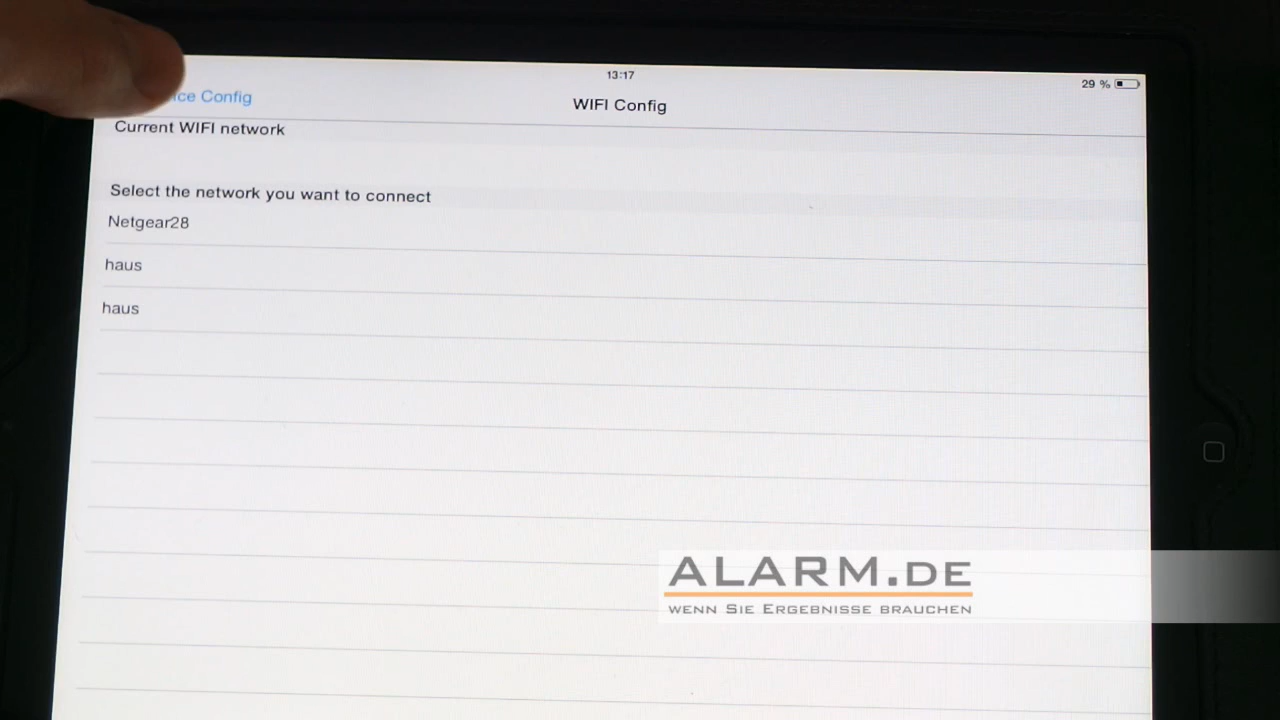 13:17
29 %
Config
WIFI Config
Current WIFI network
Select the network you want to connect
Netgear28
haus
haus
ALARM.DE
WENN SIE ERGEBNISSE BRAUCHEN